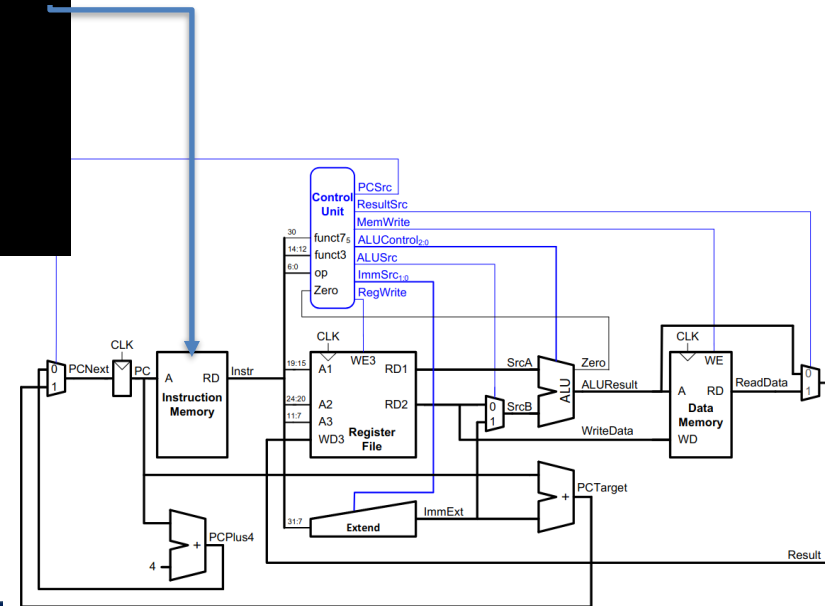 Control
Unit
PCSrc
ResultSrc
MemWrite
30
funct7₅
ALUControl₂:₀
14:12
funct3
ALUSrc
6:0
op
ImmSrc₁:₀
Zero
RegWrite
CLK
CLK
CLK
0
1
PCNext
PC
A
RD
Instruction
Memory
Instr
19:15
A1
WE3
RD1
24:20
A2
RD2
11:7
A3
WD3
Register
File
SrcA
0
1
SrcB
ALU
Zero
ALUResult
WriteData
WE
A
RD
Data
Memory
WD
ReadData
0
1
+
PCTarget
31:7
Extend
ImmExt
+
PCPlus4
4
Result